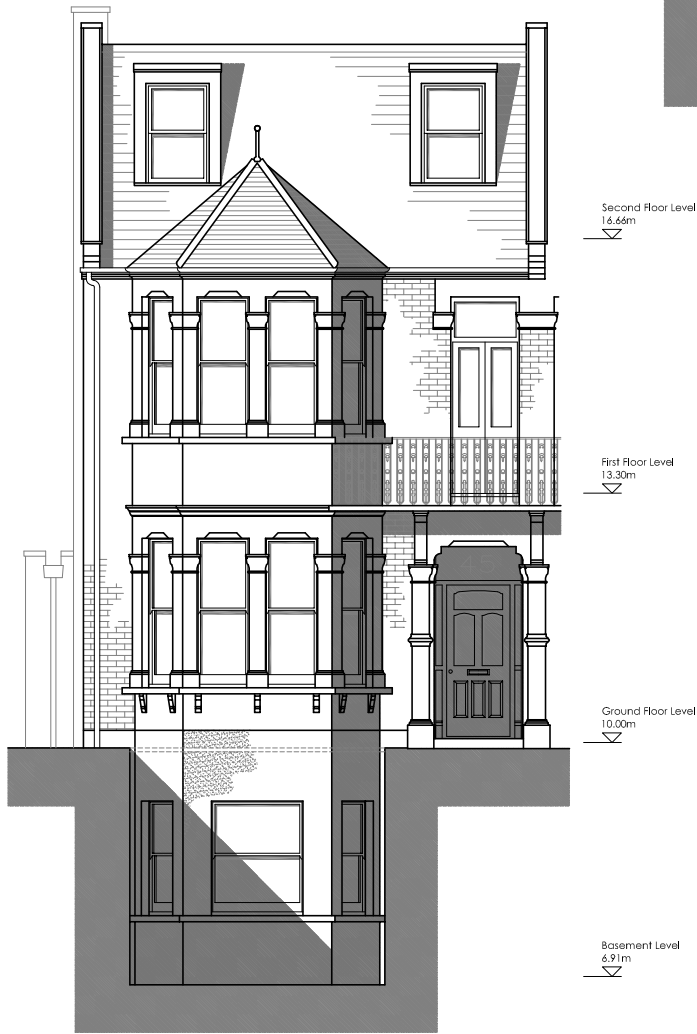 Second Floor Level
16.66m
First Floor Level
13.30m
Ground Floor Level
10.00m
Basement Level
6.91m